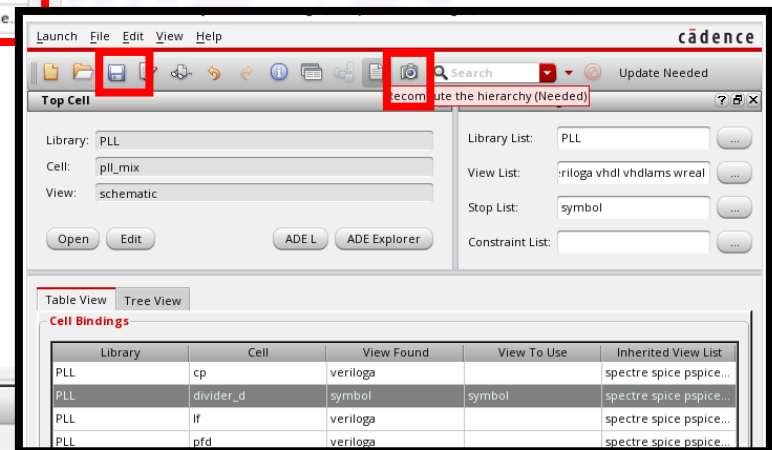 e...
Launch File Edit View Help cādence
Search Update Needed
Top Cell
Recompute the hierarchy (Needed)
Library: PLL
Cell: pll_mix
View: schematic
Open Edit ADE L ADE Explorer
Library List: PLL ...
View List: riloga vhdl vhdlams wreal ...
Stop List: symbol ...
Constraint List: ...
Table View Tree View
Cell Bindings
Library Cell View Found View To Use Inherited View List
PLL cp veriloga spectre spice pspice...
PLL divider_d symbol symbol spectre spice pspice...
PLL lf veriloga spectre spice pspice...
PLL pfd veriloga spectre spice pspice...